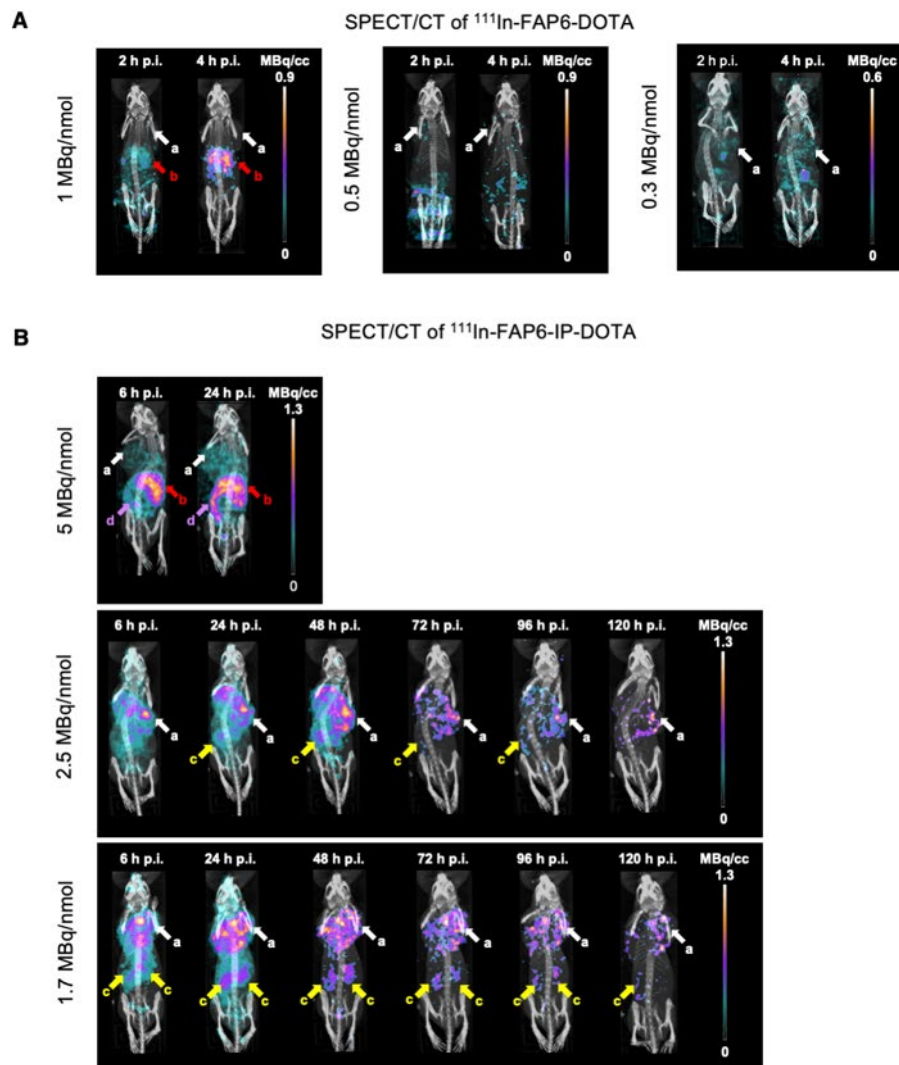 A
SPECT/CT of ¹¹¹In-FAP6-DOTA
1 MBq/nmol
2 h p.i. 4 h p.i. MBq/cc
0.9
a a
b b
0
0.5 MBq/nmol
2 h p.i. 4 h p.i. MBq/cc
0.9
a a
0
0.3 MBq/nmol
2 h p.i. 4 h p.i. MBq/cc
0.6
a a
0
B
SPECT/CT of ¹¹¹In-FAP6-IP-DOTA
5 MBq/nmol
6 h p.i. 24 h p.i. MBq/cc
1.3
a a
b b
d d
0
2.5 MBq/nmol
6 h p.i. 24 h p.i. 48 h p.i. 72 h p.i. 96 h p.i. 120 h p.i. MBq/cc
1.3
a a a a a a
c c c c c
0
1.7 MBq/nmol
6 h p.i. 24 h p.i. 48 h p.i. 72 h p.i. 96 h p.i. 120 h p.i. MBq/cc
1.3
a a a a a a
c c c c c c c c c c c
0